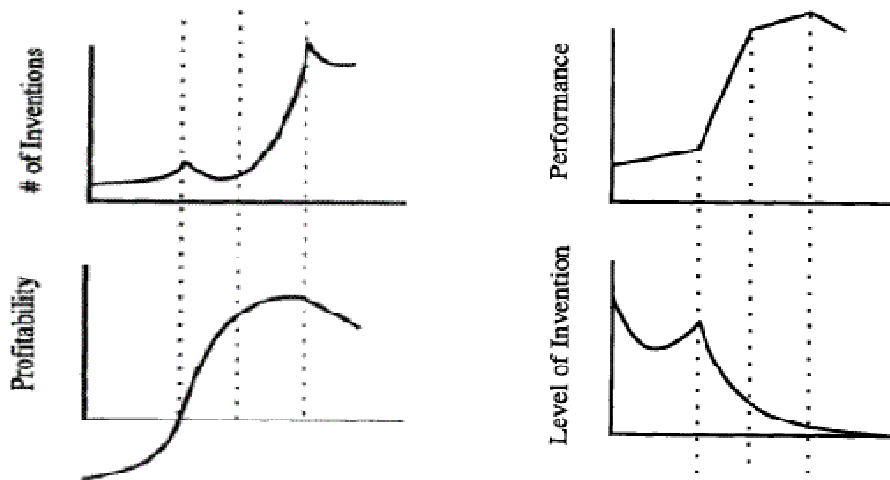 # of Inventions
Performance
Profitability
Level of Invention